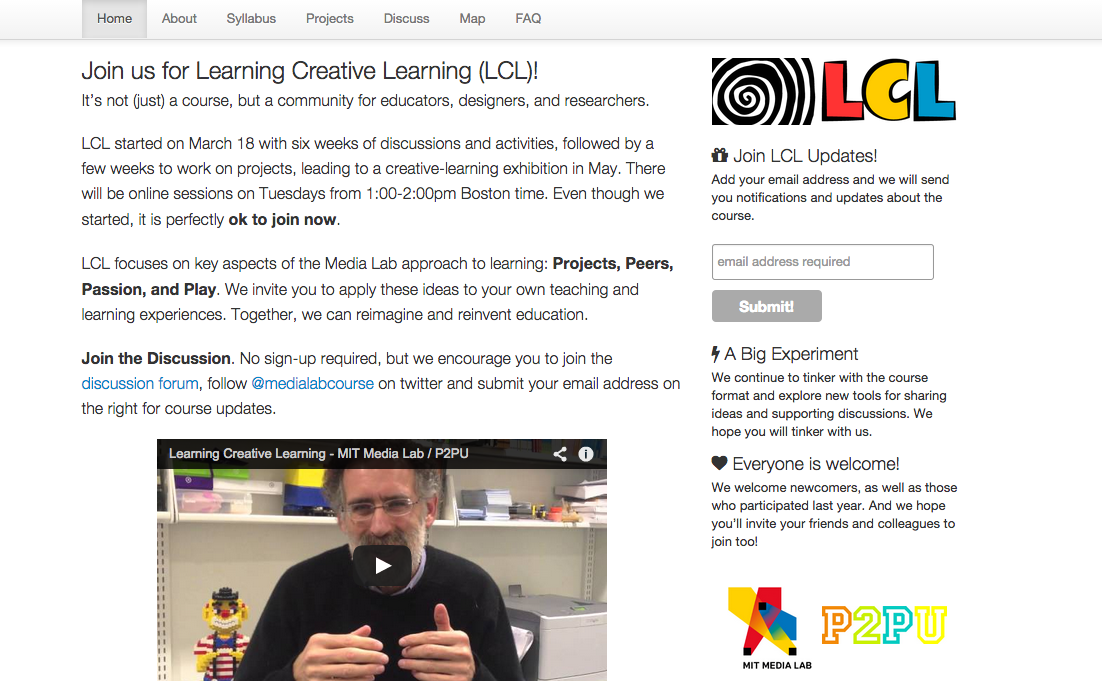 Home About Syllabus Projects Discuss Map FAQ
Join us for Learning Creative Learning (LCL)!
It's not (just) a course, but a community for educators, designers, and researchers.
LCL started on March 18 with six weeks of discussions and activities, followed by a
few weeks to work on projects, leading to a creative-learning exhibition in May. There
will be online sessions on Tuesdays from 1:00-2:00pm Boston time. Even though we
started, it is perfectly ok to join now.
LCL focuses on key aspects of the Media Lab approach to learning: Projects, Peers,
Passion, and Play. We invite you to apply these ideas to your own teaching and
learning experiences. Together, we can reimagine and reinvent education.
Join the Discussion. No sign-up required, but we encourage you to join the
discussion forum, follow @medialabcourse on twitter and submit your email address on
the right for course updates.
Learning Creative Learning - MIT Media Lab / P2PU
LCL
Join LCL Updates!
Add your email address and we will send
you notifications and updates about the
course.
email address required
Submit!
A Big Experiment
We continue to tinker with the course
format and explore new tools for sharing
ideas and supporting discussions. We
hope you will tinker with us.
Everyone is welcome!
We welcome newcomers, as well as those
who participated last year. And we hope
you'll invite your friends and colleagues to
join too!
MIT MEDIA LAB
P2PU